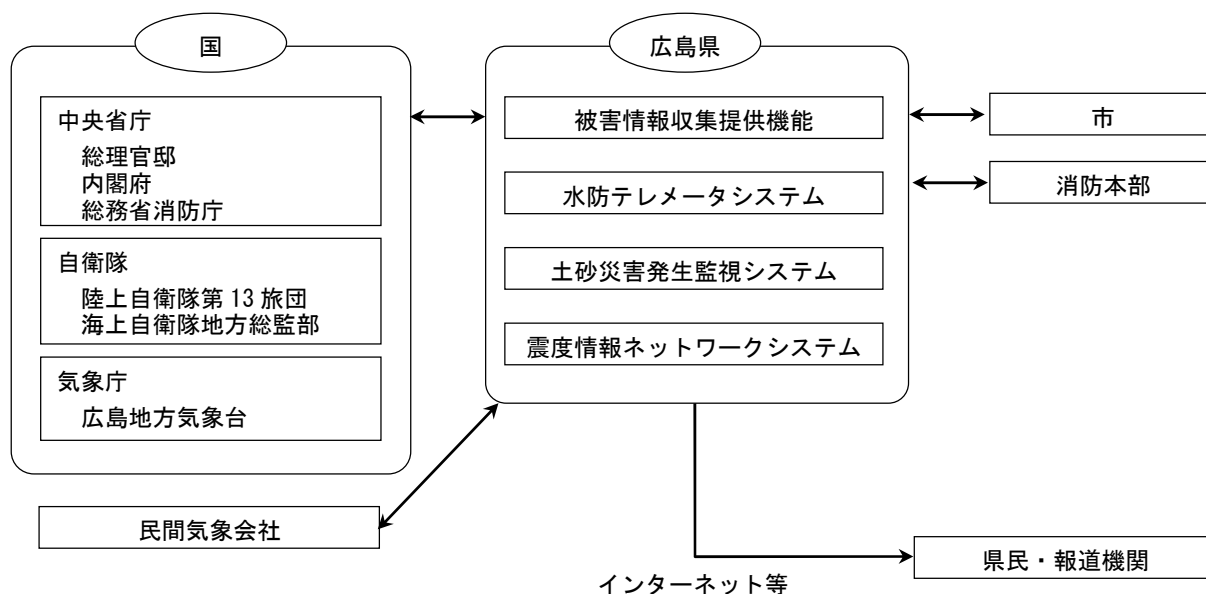 国
中央省庁
総理官邸
内閣府
総務省消防庁
自衛隊
陸上自衛隊第 13 旅団
海上自衛隊地方総監部
気象庁
広島地方気象台
民間気象会社
広島県
被害情報収集提供機能
水防テレメータシステム
土砂災害発生監視システム
震度情報ネットワークシステム
市
消防本部
県民・報道機関
インターネット等